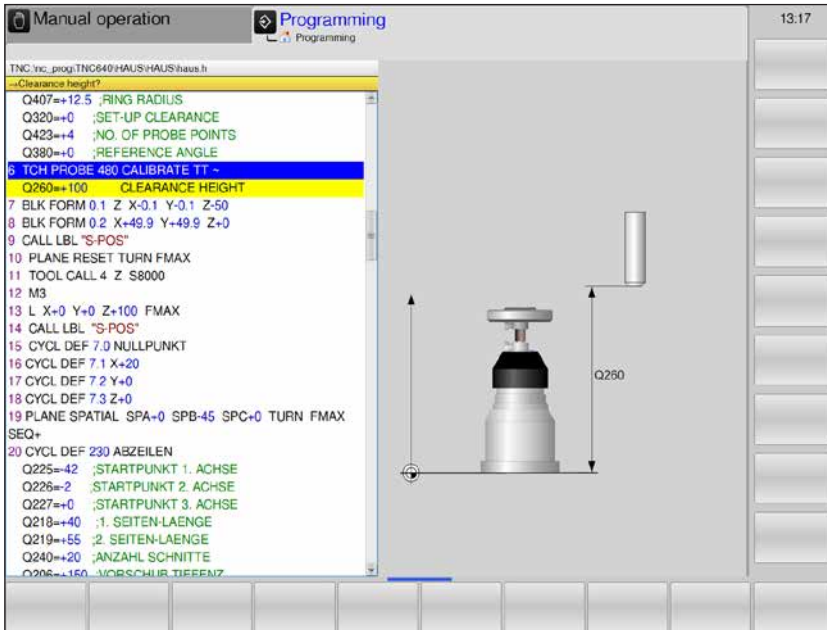 Manual operation
Programming
Programming
13:17
TNC:\nc_prog\TNC640\HAUS\HAUS\haus.h
→Clearance height?
Q407=+12.5 ;RING RADIUS
Q320=+0 ;SET-UP CLEARANCE
Q423=+4 ;NO. OF PROBE POINTS
Q380=+0 ;REFERENCE ANGLE
6 TCH PROBE 480 CALIBRATE TT ~
Q260=+100 CLEARANCE HEIGHT
7 BLK FORM 0.1 Z X-0.1 Y-0.1 Z-50
8 BLK FORM 0.2 X+49.9 Y+49.9 Z+0
9 CALL LBL "S-POS"
10 PLANE RESET TURN FMAX
11 TOOL CALL 4 Z S8000
12 M3
13 L X+0 Y+0 Z+100 FMAX
14 CALL LBL "S-POS"
15 CYCL DEF 7.0 NULLPUNKT
16 CYCL DEF 7.1 X+20
17 CYCL DEF 7.2 Y+0
18 CYCL DEF 7.3 Z+0
19 PLANE SPATIAL SPA+0 SPB-45 SPC+0 TURN FMAX
SEQ+
20 CYCL DEF 230 ABZEILEN
Q225=-42 ;STARTPUNKT 1. ACHSE
Q226=-2 ;STARTPUNKT 2. ACHSE
Q227=+0 ;STARTPUNKT 3. ACHSE
Q218=+40 ;1. SEITEN-LAENGE
Q219=+55 ;2. SEITEN-LAENGE
Q240=+20 ;ANZAHL SCHNITTE
Q206=+150 ;VORSCHUB TIEFENZ.
Q260